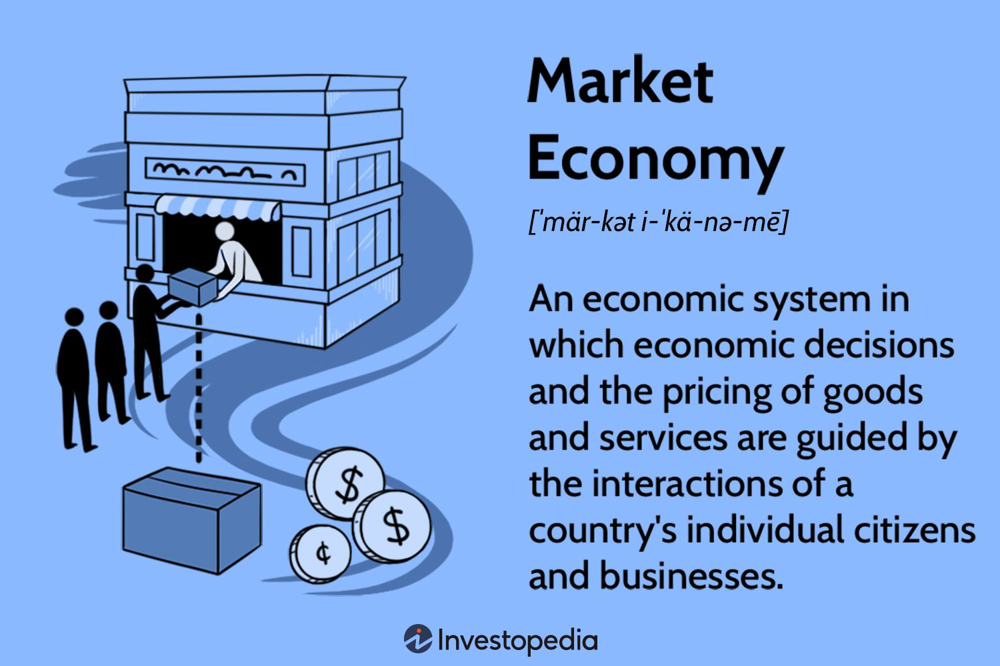 Market
Economy
[ˈmär-kət i-ˈkä-nə-mē]
An economic system in
which economic decisions
and the pricing of goods
and services are guided by
the interactions of a
country's individual citizens
and businesses.
$
$
¢
Investopedia